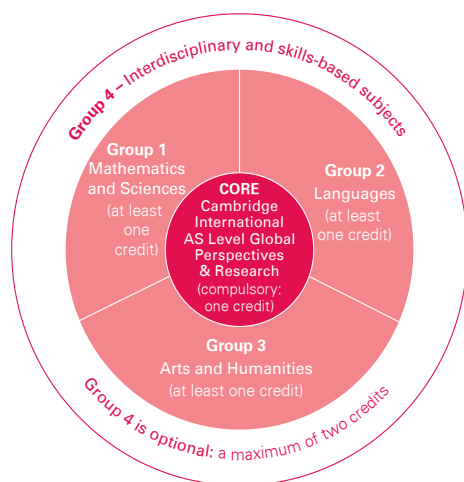 Group 4 – Interdisciplinary and skills-based subjects
Group 1
Mathematics
and Sciences
(at least
one
credit)
Group 2
Languages
(at least
one credit)
CORE
Cambridge
International
AS Level Global
Perspectives
& Research
(compulsory:
one credit)
Group 3
Arts and Humanities
(at least one credit)
Group 4 is optional: a maximum of two credits